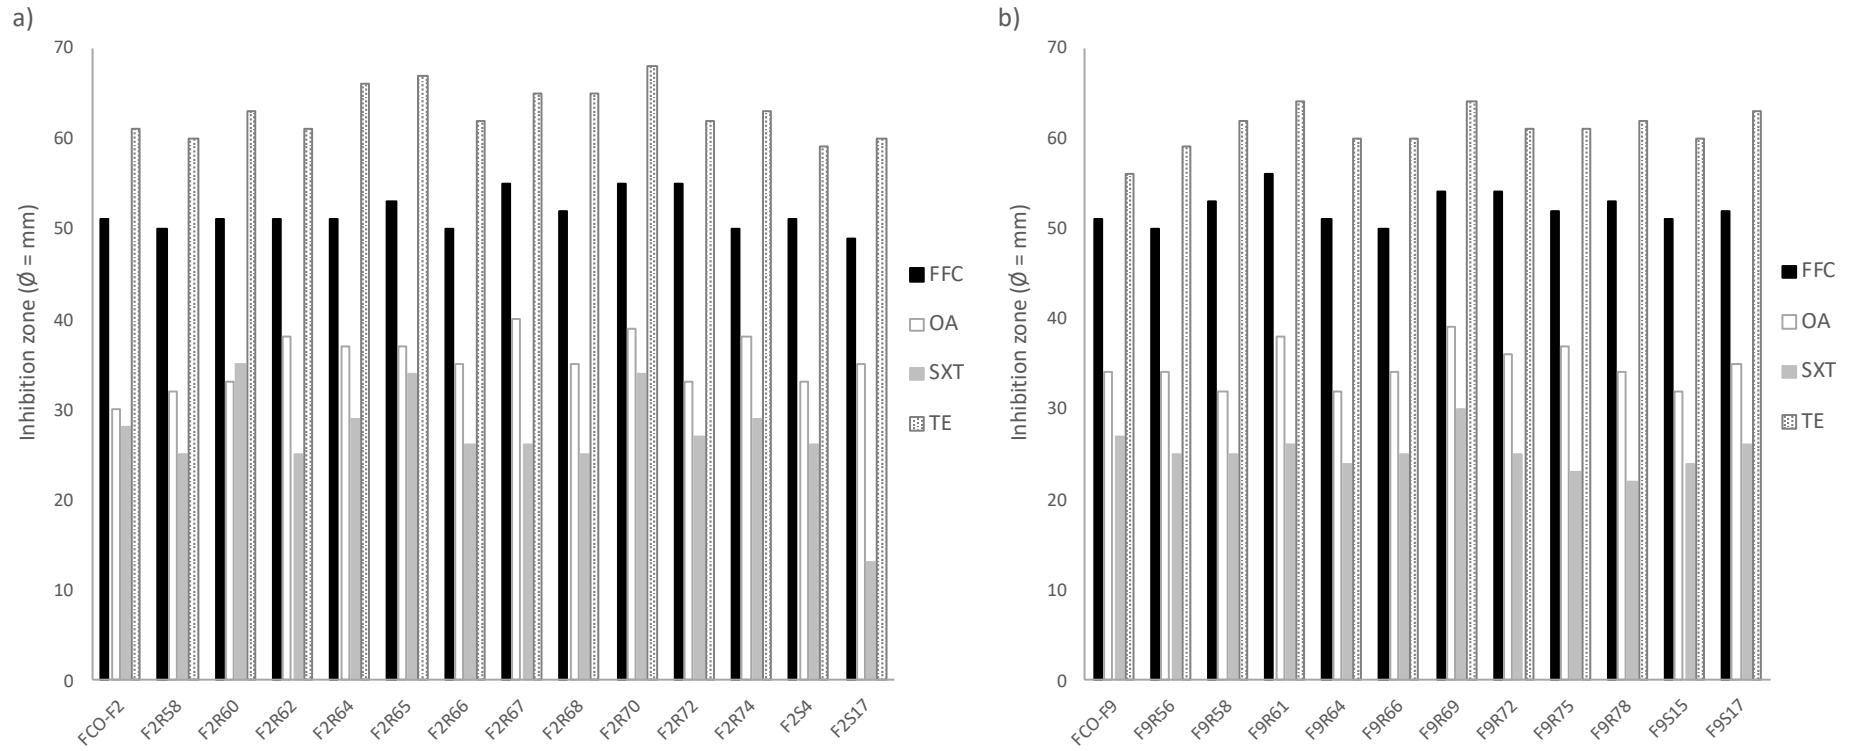 a)
70
60
50
40
30
20
10
0
Inhibition zone (Ø = mm)
FCO-F2
F2R58
F2R60
F2R62
F2R64
F2R65
F2R66
F2R67
F2R68
F2R70
F2R72
F2R74
F2S4
F2S17
FFC
OA
SXT
TE
b)
70
60
50
40
30
20
10
0
Inhibition zone (Ø = mm)
FCO-F9
F9R56
F9R58
F9R61
F9R64
F9R66
F9R69
F9R72
F9R75
F9R78
F9S15
F9S17
FFC
OA
SXT
TE